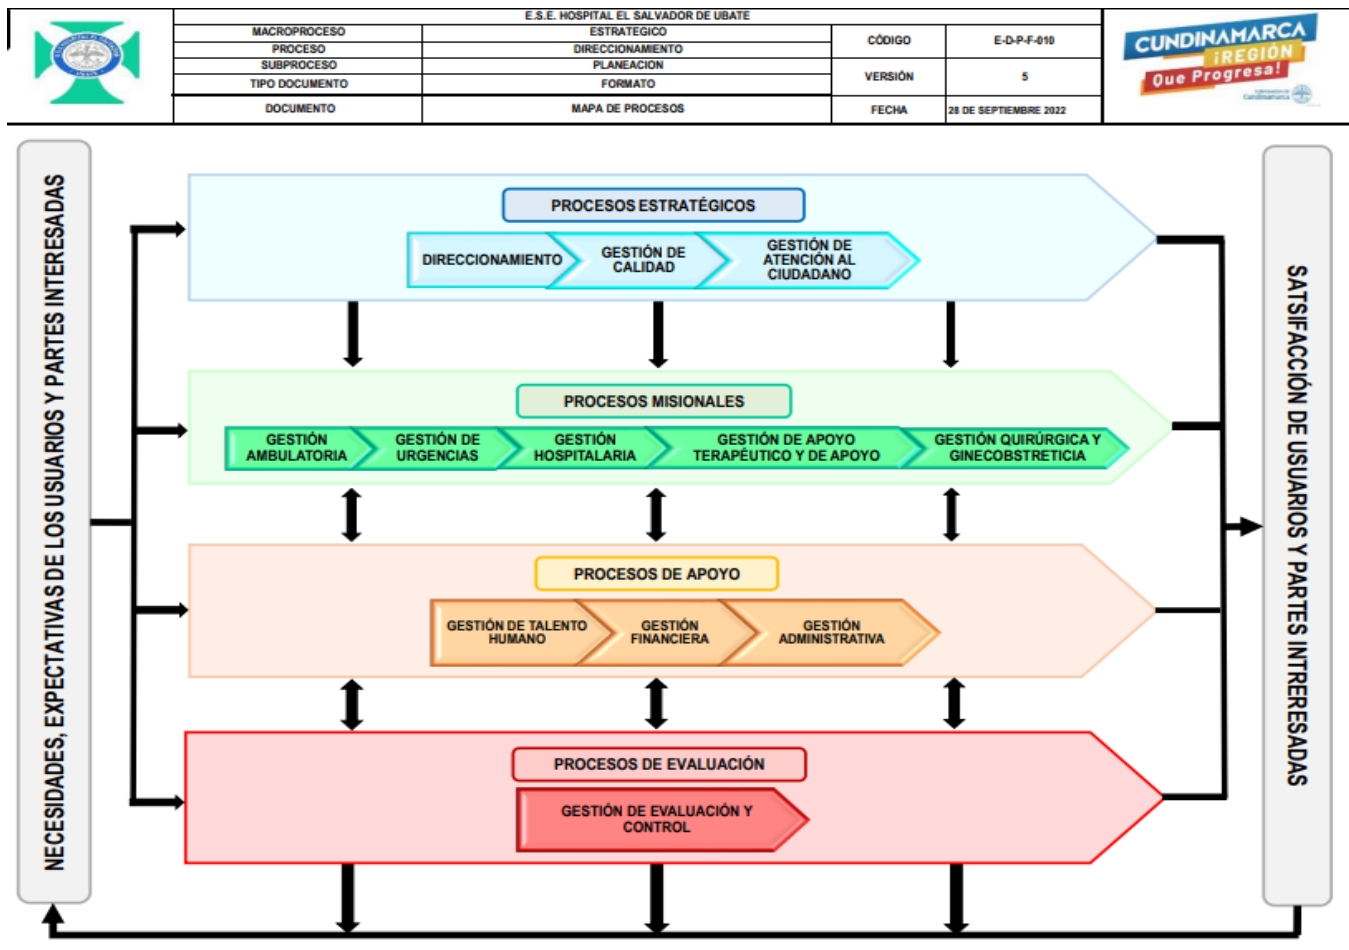 E.S.E. HOSPITAL EL SALVADOR DE UBATE
MACROPROCESO
ESTRATEGICO
PROCESO
DIRECCIONAMIENTO
SUBPROCESO
PLANEACION
TIPO DOCUMENTO
FORMATO
DOCUMENTO
MAPA DE PROCESOS
CÓDIGO
E-D-P-F-010
VERSIÓN
5
FECHA
28 DE SEPTIEMBRE 2022
CUNDINAMARCA
¡REGIÓN
Que Progresa!
Cundinamarca
NECESIDADES, EXPECTATIVAS DE LOS USUARIOS Y PARTES INTERESADAS
PROCESOS ESTRATÉGICOS
DIRECCIONAMIENTO
GESTIÓN DE
CALIDAD
GESTIÓN DE
ATENCIÓN AL
CIUDADANO
PROCESOS MISIONALES
GESTIÓN
AMBULATORIA
GESTIÓN DE
URGENCIAS
GESTIÓN
HOSPITALARIA
GESTIÓN DE APOYO
TERAPÉUTICO Y DE APOYO
GESTIÓN QUIRÚRGICA Y
GINECOBSTRETICIA
PROCESOS DE APOYO
GESTIÓN DE TALENTO
HUMANO
GESTIÓN
FINANCIERA
GESTIÓN
ADMINISTRATIVA
PROCESOS DE EVALUACIÓN
GESTIÓN DE EVALUACIÓN Y
CONTROL
SATSIFACCIÓN DE USUARIOS Y PARTES INTRERESADAS